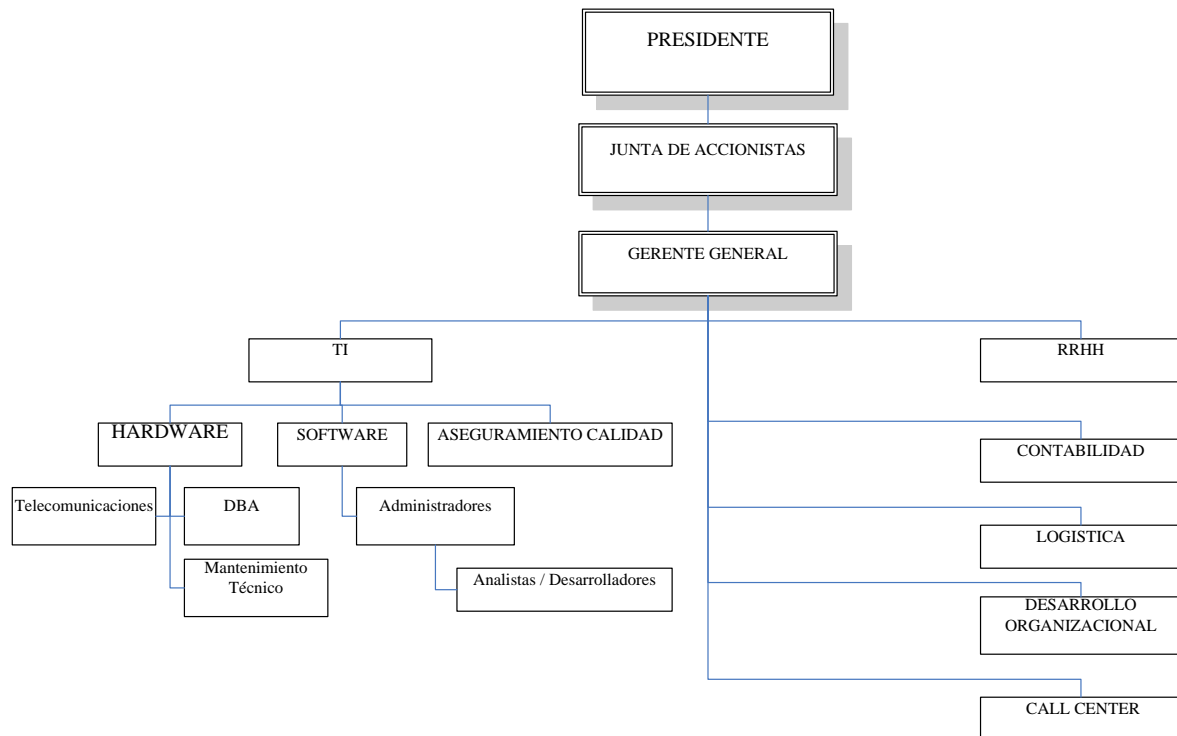 PRESIDENTE
JUNTA DE ACCIONISTAS
GERENTE GENERAL
TI
RRHH
HARDWARE
SOFTWARE
ASEGURAMIENTO CALIDAD
CONTABILIDAD
Telecomunicaciones
DBA
Administradores
LOGISTICA
Mantenimiento
Técnico
Analistas / Desarrolladores
DESARROLLO
ORGANIZACIONAL
CALL CENTER